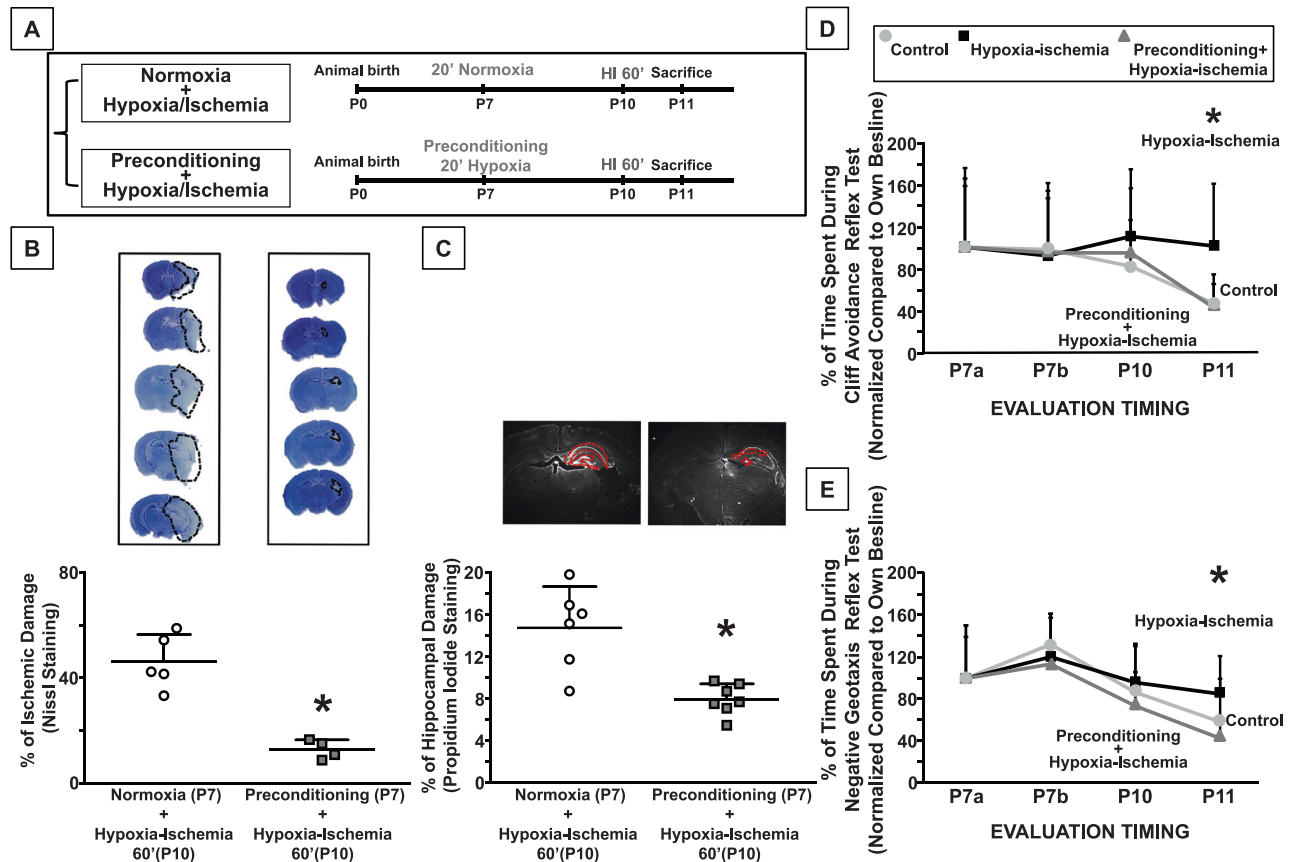 A
Normoxia
+
Hypoxia/Ischemia
Animal birth
20' Normoxia
HI 60'
Sacrifice
P0
P7
P10
P11
Preconditioning
+
Hypoxia/Ischemia
Animal birth
Preconditioning
20' Hypoxia
HI 60'
Sacrifice
P0
P7
P10
P11
B
% of Ischemic Damage
(Nissl Staining)
80
40
0
Normoxia (P7)
+
Hypoxia-Ischemia
60'(P10)
Preconditioning (P7)
+
Hypoxia-Ischemia
60'(P10)
*
C
% of Hippocampal Damage
(Propidium Iodide Staining)
20
16
12
8
4
0
Normoxia (P7)
+
Hypoxia-Ischemia
60'(P10)
Preconditioning (P7)
+
Hypoxia-Ischemia
60'(P10)
*
D
Control
Hypoxia-ischemia
Preconditioning+
Hypoxia-ischemia
% of Time Spent During
Cliff Avoidance Reflex Test
(Normalized Compared to Own Besline)
200
160
120
80
40
0
*
Hypoxia-Ischemia
Control
Preconditioning
+
Hypoxia-Ischemia
P7a
P7b
P10
P11
EVALUATION TIMING
E
% of Time Spent During
Negative Geotaxis Reflex Test
(Normalized Compared to Own Besline)
200
160
120
80
40
0
*
Hypoxia-Ischemia
Control
Preconditioning
+
Hypoxia-Ischemia
P7a
P7b
P10
P11
EVALUATION TIMING